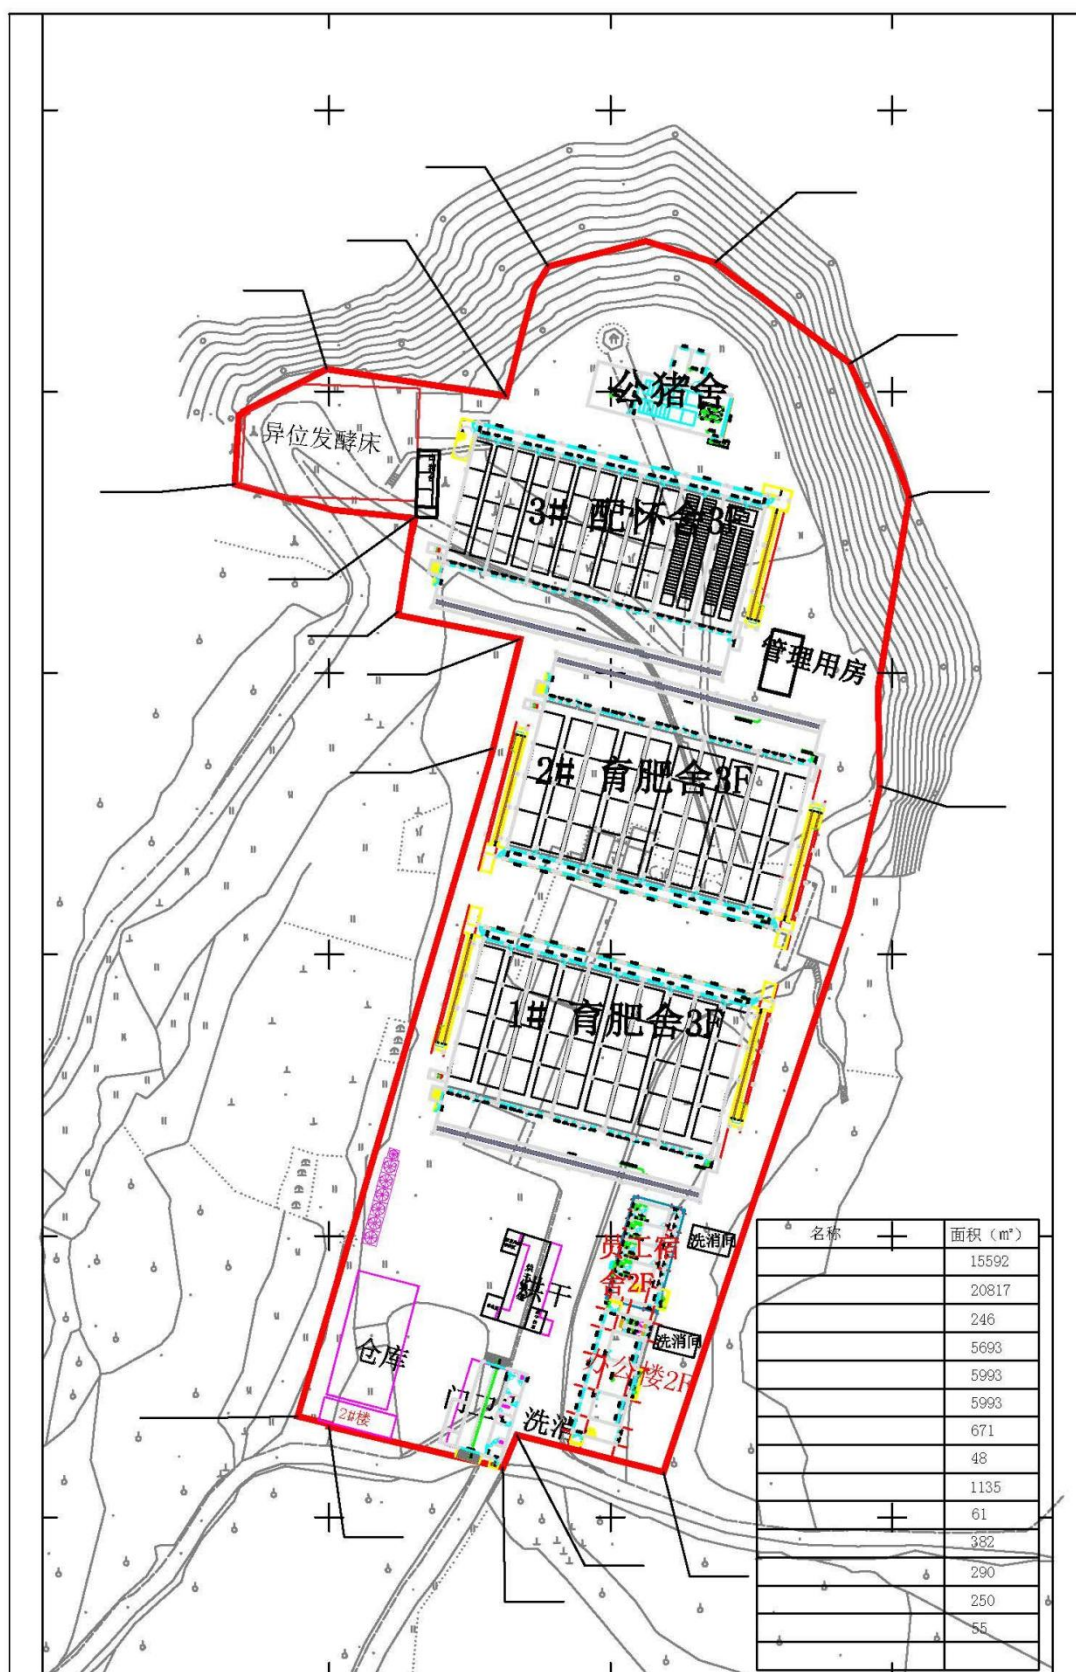 公猪舍
异位发酵床
3# 配怀舍3F
管理用房
2# 育肥舍3F
1# 育肥舍3F
员工宿
舍2F
洗消间
烘干
洗消间
仓库
办公楼2F
2#楼
门卫
洗消
名称 面积（m²）
15592
20817
246
5693
5993
5993
671
48
1135
61
382
290
250
55